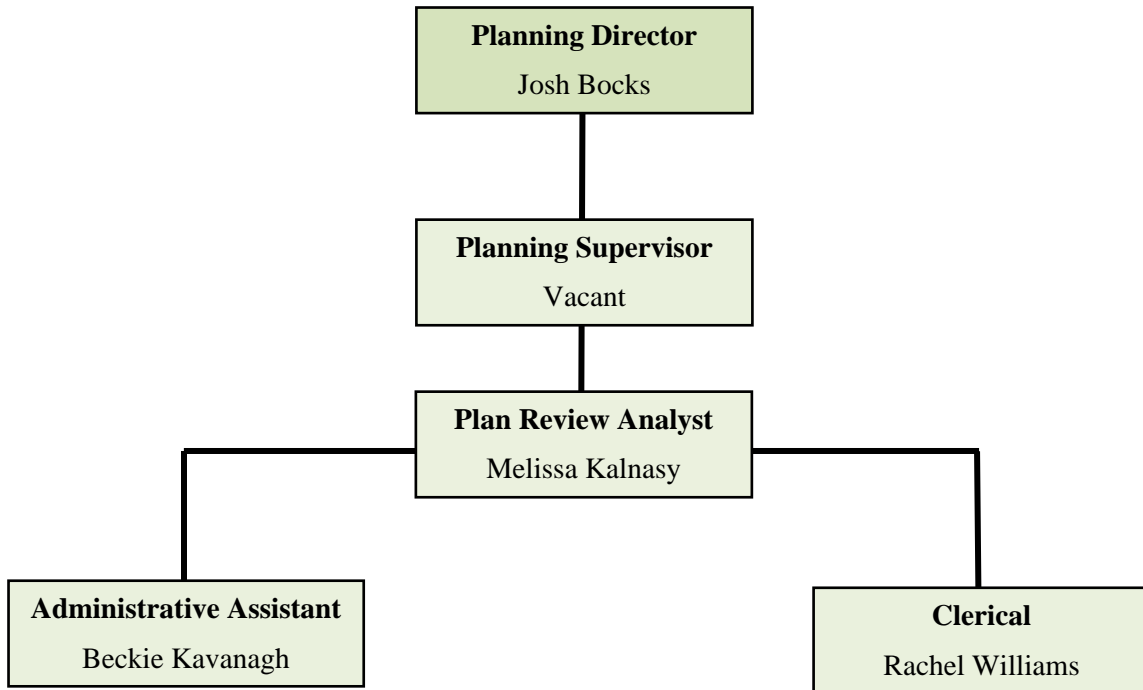 Planning Director
Josh Bocks
Planning Supervisor
Vacant
Plan Review Analyst
Melissa Kalnasy
Administrative Assistant
Beckie Kavanagh
Clerical
Rachel Williams